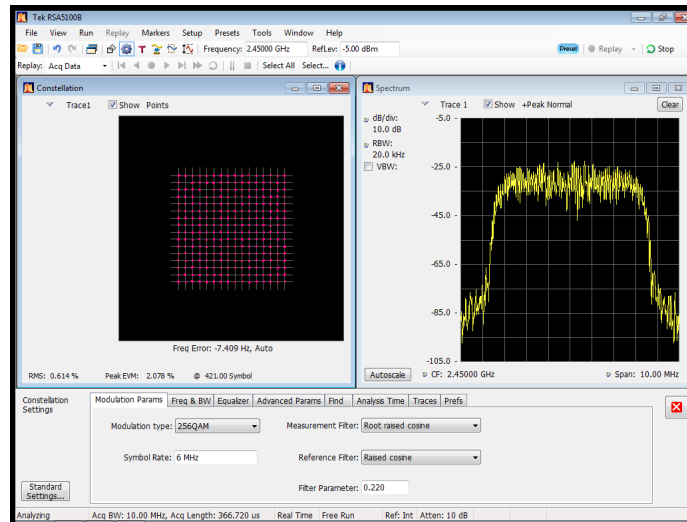 Tek RSA5100B
File View Run Replay Markers Setup Presets Tools Window Help
T Frequency: 2.45000 GHz RefLev: -5.00 dBm Preset Replay Stop
Replay: Acq Data Select All Select...
Constellation
Trace1 Show Points
Freq Error: -7.409 Hz, Auto
RMS: 0.614 % Peak EVM: 2.078 % @ 421.00 Symbol
Spectrum
Trace 1 Show +Peak Normal Clear
dB/div:
10.0 dB
RBW:
20.0 kHz
VBW:
-5.0
-25.0
-45.0
-65.0
-85.0
-105.0
Autoscale CF: 2.45000 GHz Span: 10.00 MHz
Constellation
Settings
Modulation Params Freq & BW Equalizer Advanced Params Find Analysis Time Traces Prefs
Modulation type: 256QAM Measurement Filter: Root raised cosine
Symbol Rate: 6 MHz Reference Filter: Raised cosine
Filter Parameter: 0.220
Standard
Settings...
Analyzing Acq BW: 10.00 MHz, Acq Length: 366.720 us Real Time Free Run Ref: Int Atten: 10 dB